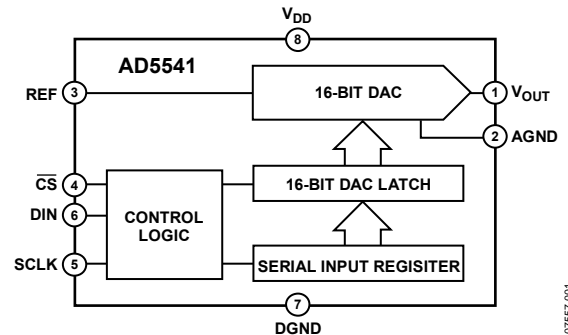 VDD
8
AD5541
REF 3
16-BIT DAC
1 VOUT
2 AGND
CS 4
16-BIT DAC LATCH
DIN 6
CONTROL
LOGIC
SCLK 5
SERIAL INPUT REGISITER
7
DGND
07557-001